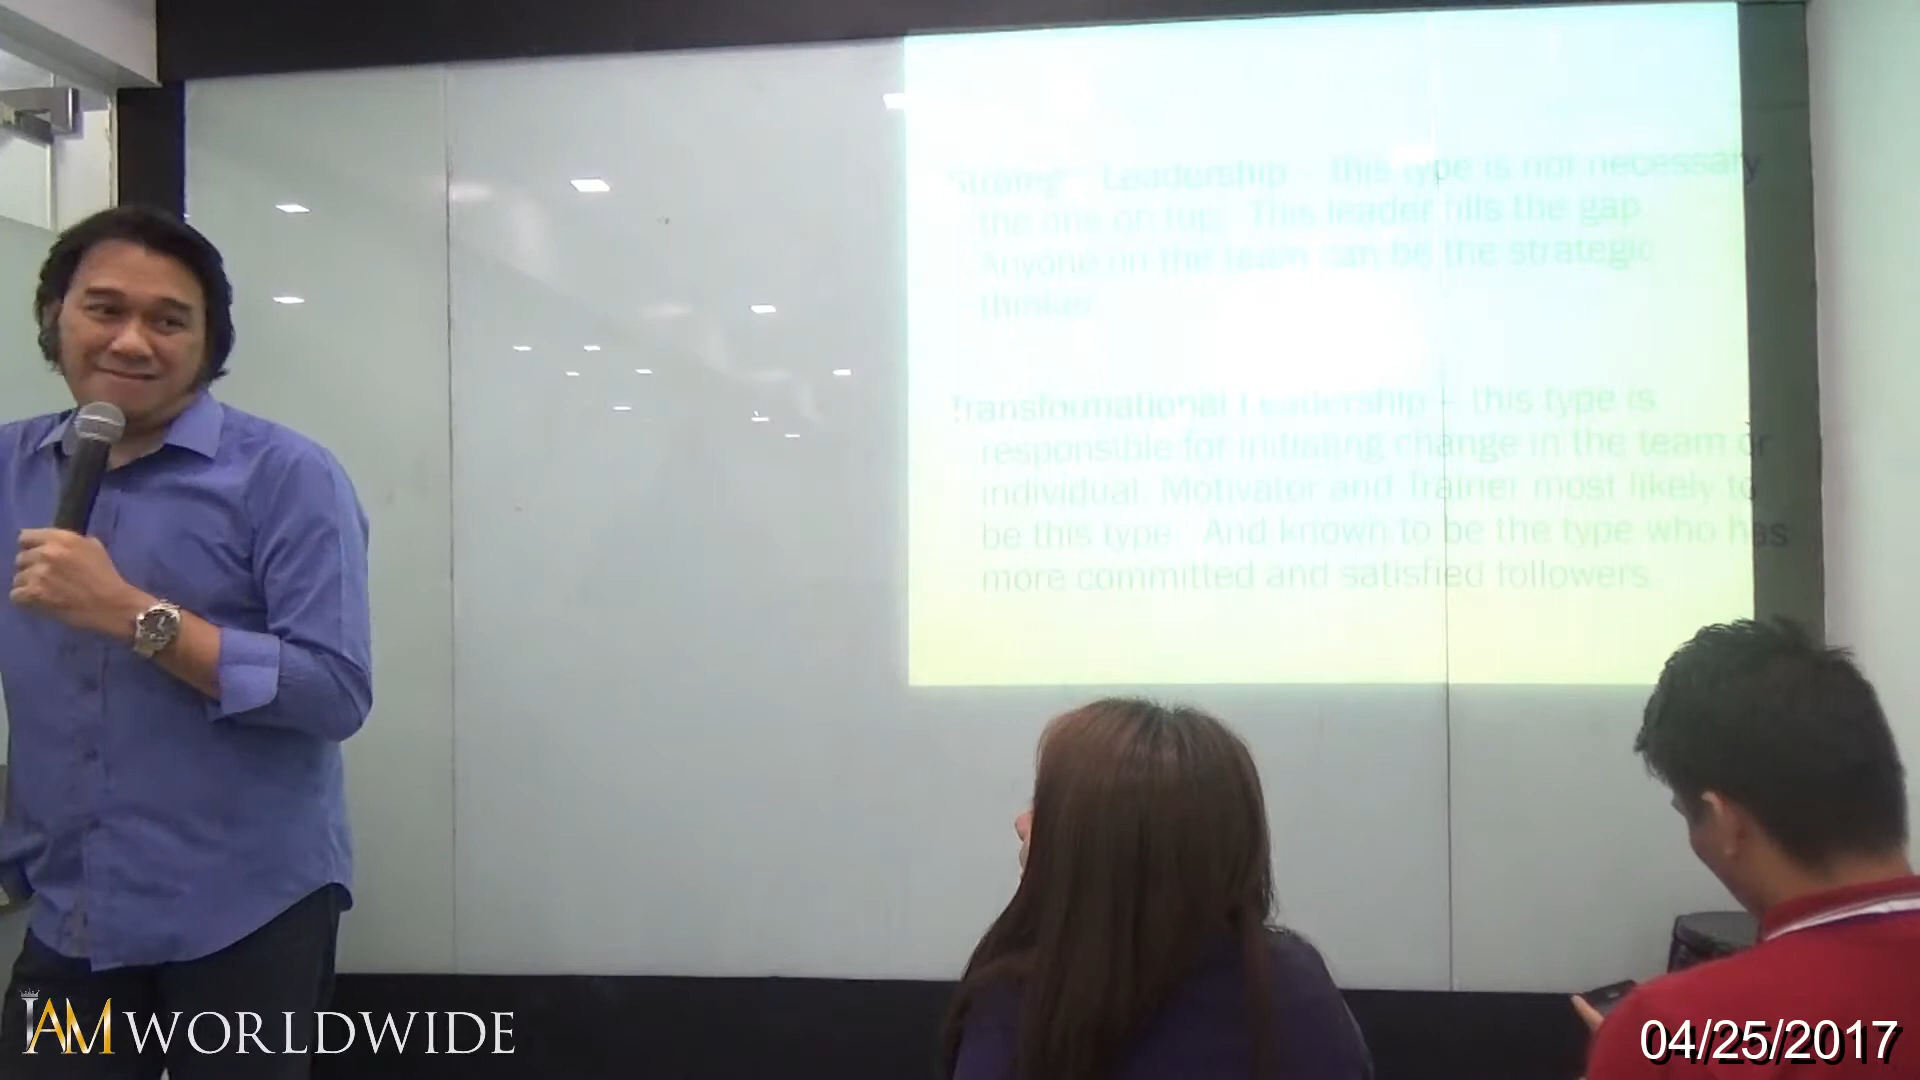 Leadership - this type is not necessary
the one on top. This leader fills the gap.
Anyone on the team can be the strategic
thinker.
Transformational Leadership - this type is
responsible for initiating change in the team or
individual. Motivator and Trainer most likely to
be this type. And known to be the type who has
more committed and satisfied followers.
IAM WORLDWIDE
04/25/2017